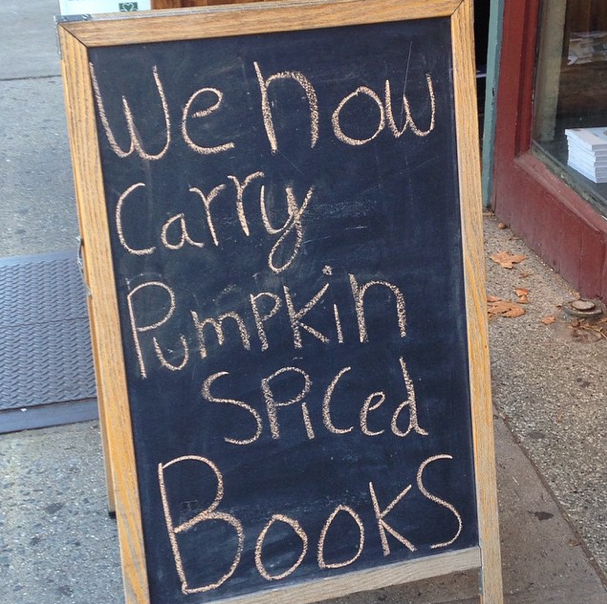 We now
Carry
Pumpkin
Spiced
Books